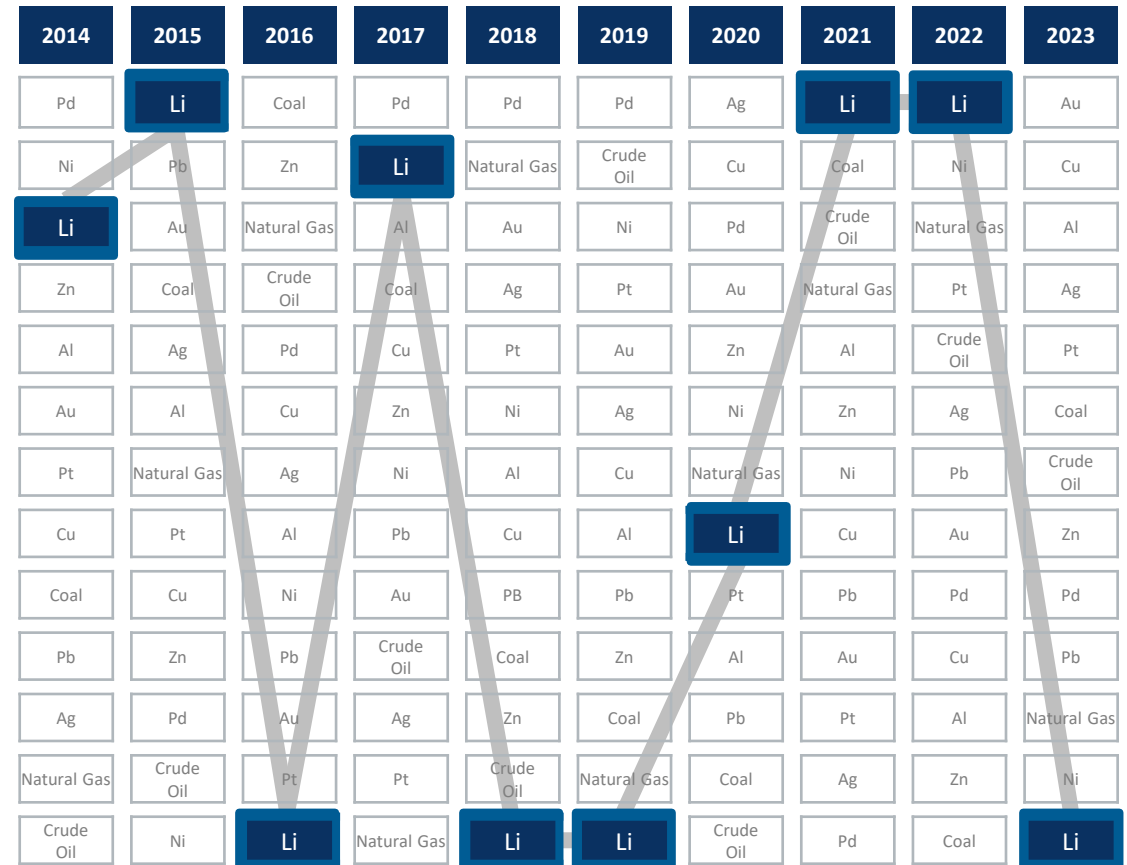 2014 2015 2016 2017 2018 2019 2020 2021 2022 2023
Pd Li Coal Pd Pd Pd Ag Li Li Au
Ni Pb Zn Li Natural Gas Crude Oil Cu Coal Ni Cu
Li Au Natural Gas Al Au Ni Pd Crude Oil Natural Gas Al
Zn Coal Crude Oil Coal Ag Pt Au Natural Gas Pt Ag
Al Ag Pd Cu Pt Au Zn Al Crude Oil Pt
Au Al Cu Zn Ni Ag Ni Zn Ag Coal
Pt Natural Gas Ag Ni Al Cu Natural Gas Ni Pb Crude Oil
Cu Pt Al Pb Cu Al Li Cu Au Zn
Coal Cu Ni Au PB Pb Pt Pb Pd Pd
Pb Zn Pb Crude Oil Coal Zn Al Au Cu Pb
Ag Pd Au Ag Zn Coal Pb Pt Al Natural Gas
Natural Gas Crude Oil Pt Pt Crude Oil Natural Gas Coal Ag Zn Ni
Crude Oil Ni Li Natural Gas Li Li Crude Oil Pd Coal Li